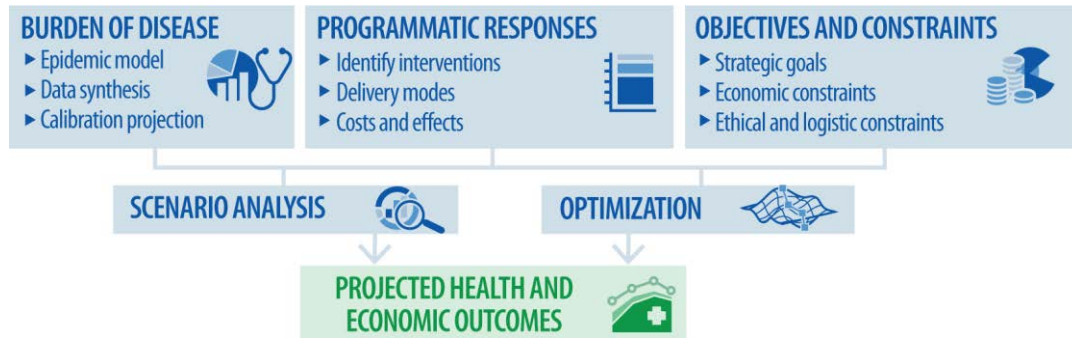 BURDEN OF DISEASE
▶ Epidemic model
▶ Data synthesis
▶ Calibration projection
PROGRAMMATIC RESPONSES
▶ Identify interventions
▶ Delivery modes
▶ Costs and effects
OBJECTIVES AND CONSTRAINTS
▶ Strategic goals
▶ Economic constraints
▶ Ethical and logistic constraints
SCENARIO ANALYSIS
OPTIMIZATION
PROJECTED HEALTH AND
ECONOMIC OUTCOMES